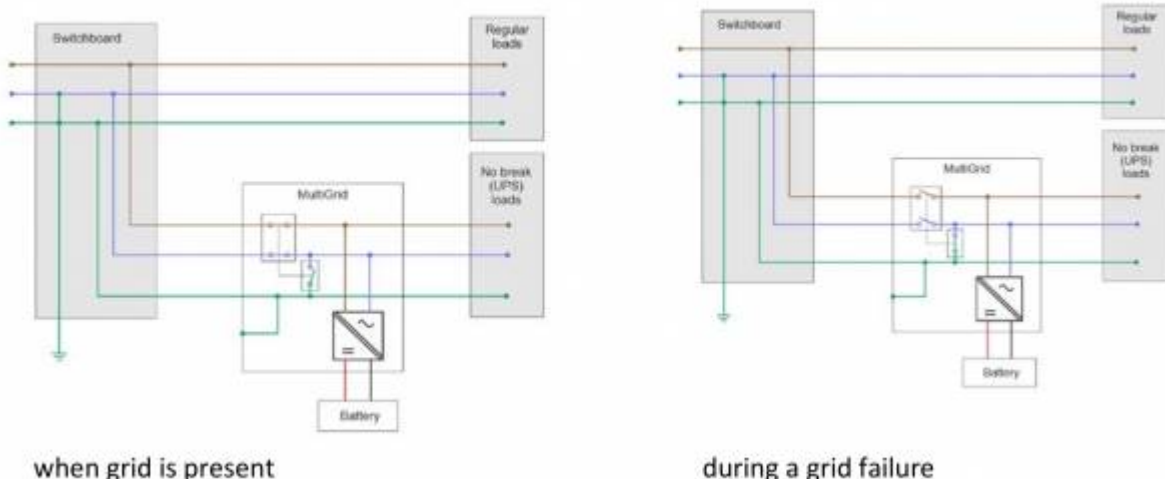 Switchboard
Regular
loads
MultiGrid
No break
(UPS)
loads
Battery
when grid is present
Switchboard
Regular
loads
MultiGrid
No break
(UPS)
loads
Battery
during a grid failure